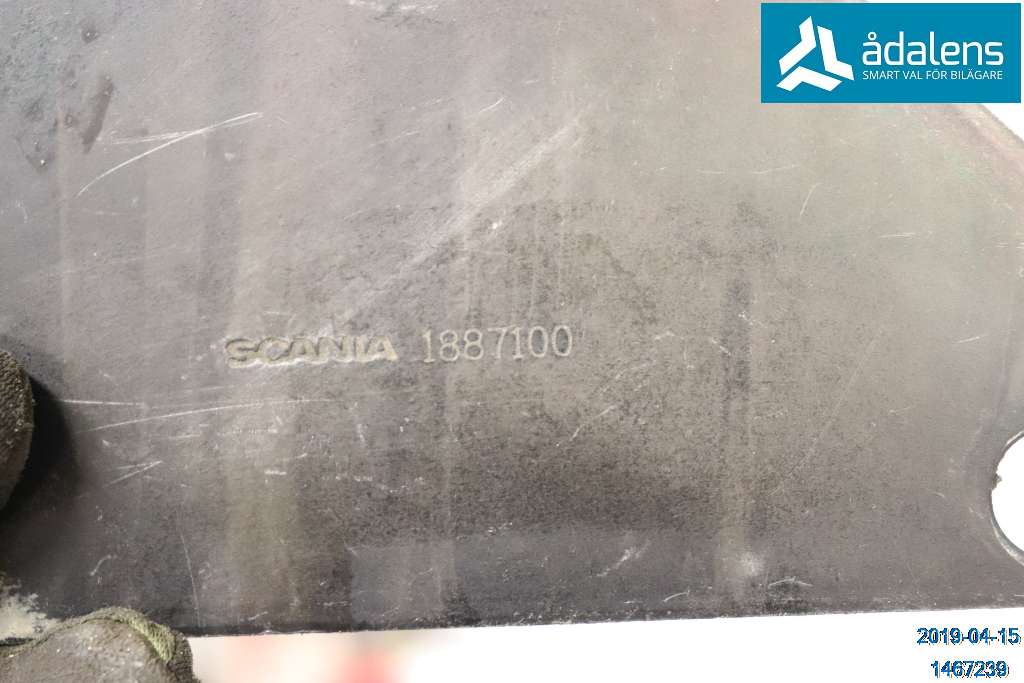 ådalens
SMART VAL FÖR BILÄGARE
SCANIA 1887100
2019-04-15
1467239